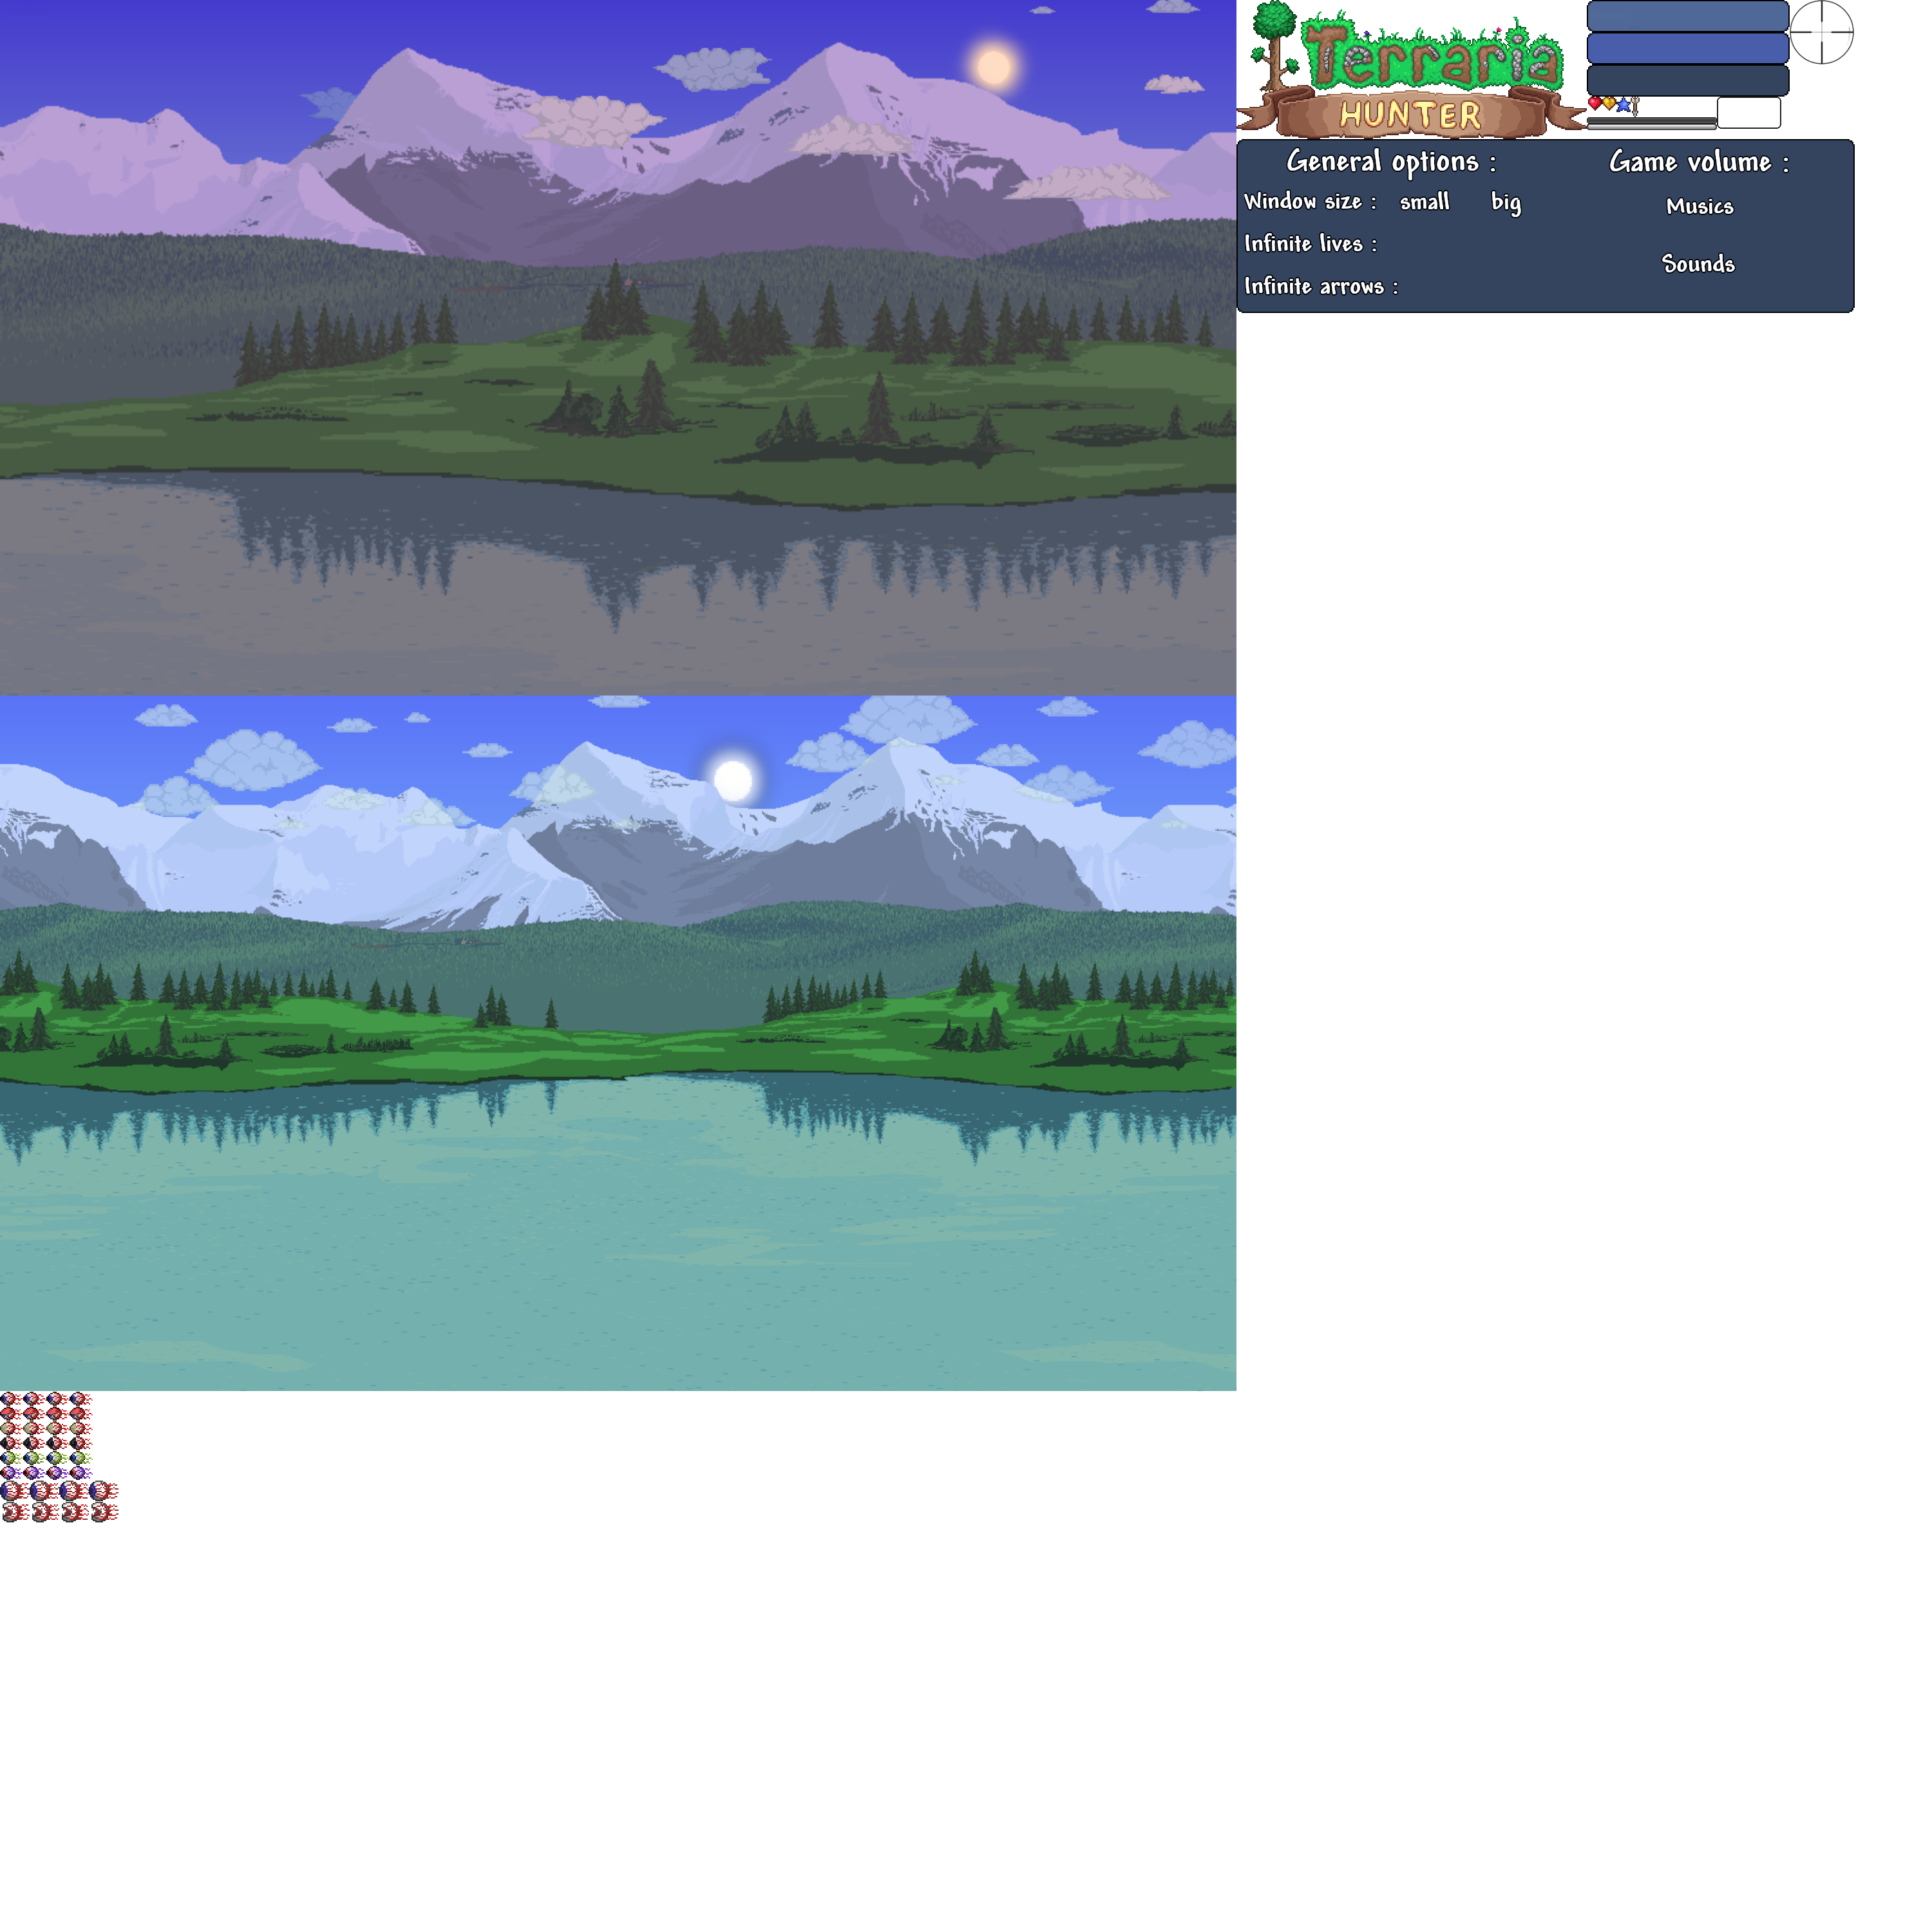 Terraria
HUNTER
General options :
Window size : small big
Infinite lives :
Infinite arrows :
Game volume :
Musics
Sounds